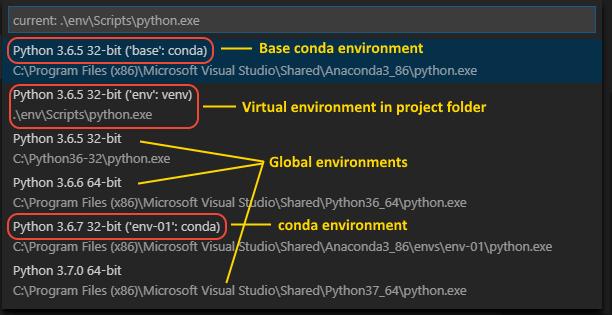 current: .\env\Scripts\python.exe
Python 3.6.5 32-bit ('base': conda)
Base conda environment
C:\Program Files (x86)\Microsoft Visual Studio\Shared\Anaconda3_86\python.exe
Python 3.6.5 32-bit ('env': venv)
Virtual environment in project folder
.\env\Scripts\python.exe
Python 3.6.5 32-bit
C:\Python36-32\python.exe
Global environments
Python 3.6.6 64-bit
C:\Program Files (x86)\Microsoft Visual Studio\Shared\Python36_64\python.exe
Python 3.6.7 32-bit ('env-01': conda)
conda environment
C:\Program Files (x86)\Microsoft Visual Studio\Shared\Anaconda3_86\envs\env-01\python.exe
Python 3.7.0 64-bit
C:\Program Files (x86)\Microsoft Visual Studio\Shared\Python37_64\python.exe